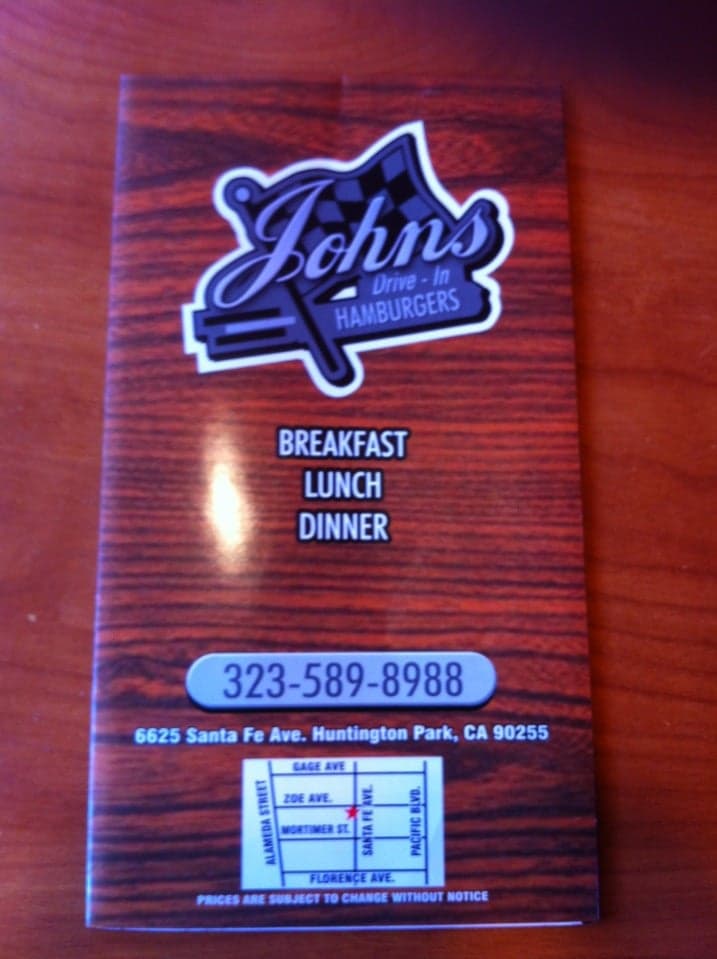 Johns
Drive - In
HAMBURGERS
BREAKFAST
LUNCH
DINNER
323-589-8988
6625 Santa Fe Ave. Huntington Park, CA 90255
GAGE AVE
ALAMEDA STREET
ZOE AVE.
MORTIMER ST.
SANTA FE AVE.
PACIFIC BLVD.
FLORENCE AVE.
PRICES ARE SUBJECT TO CHANGE WITHOUT NOTICE